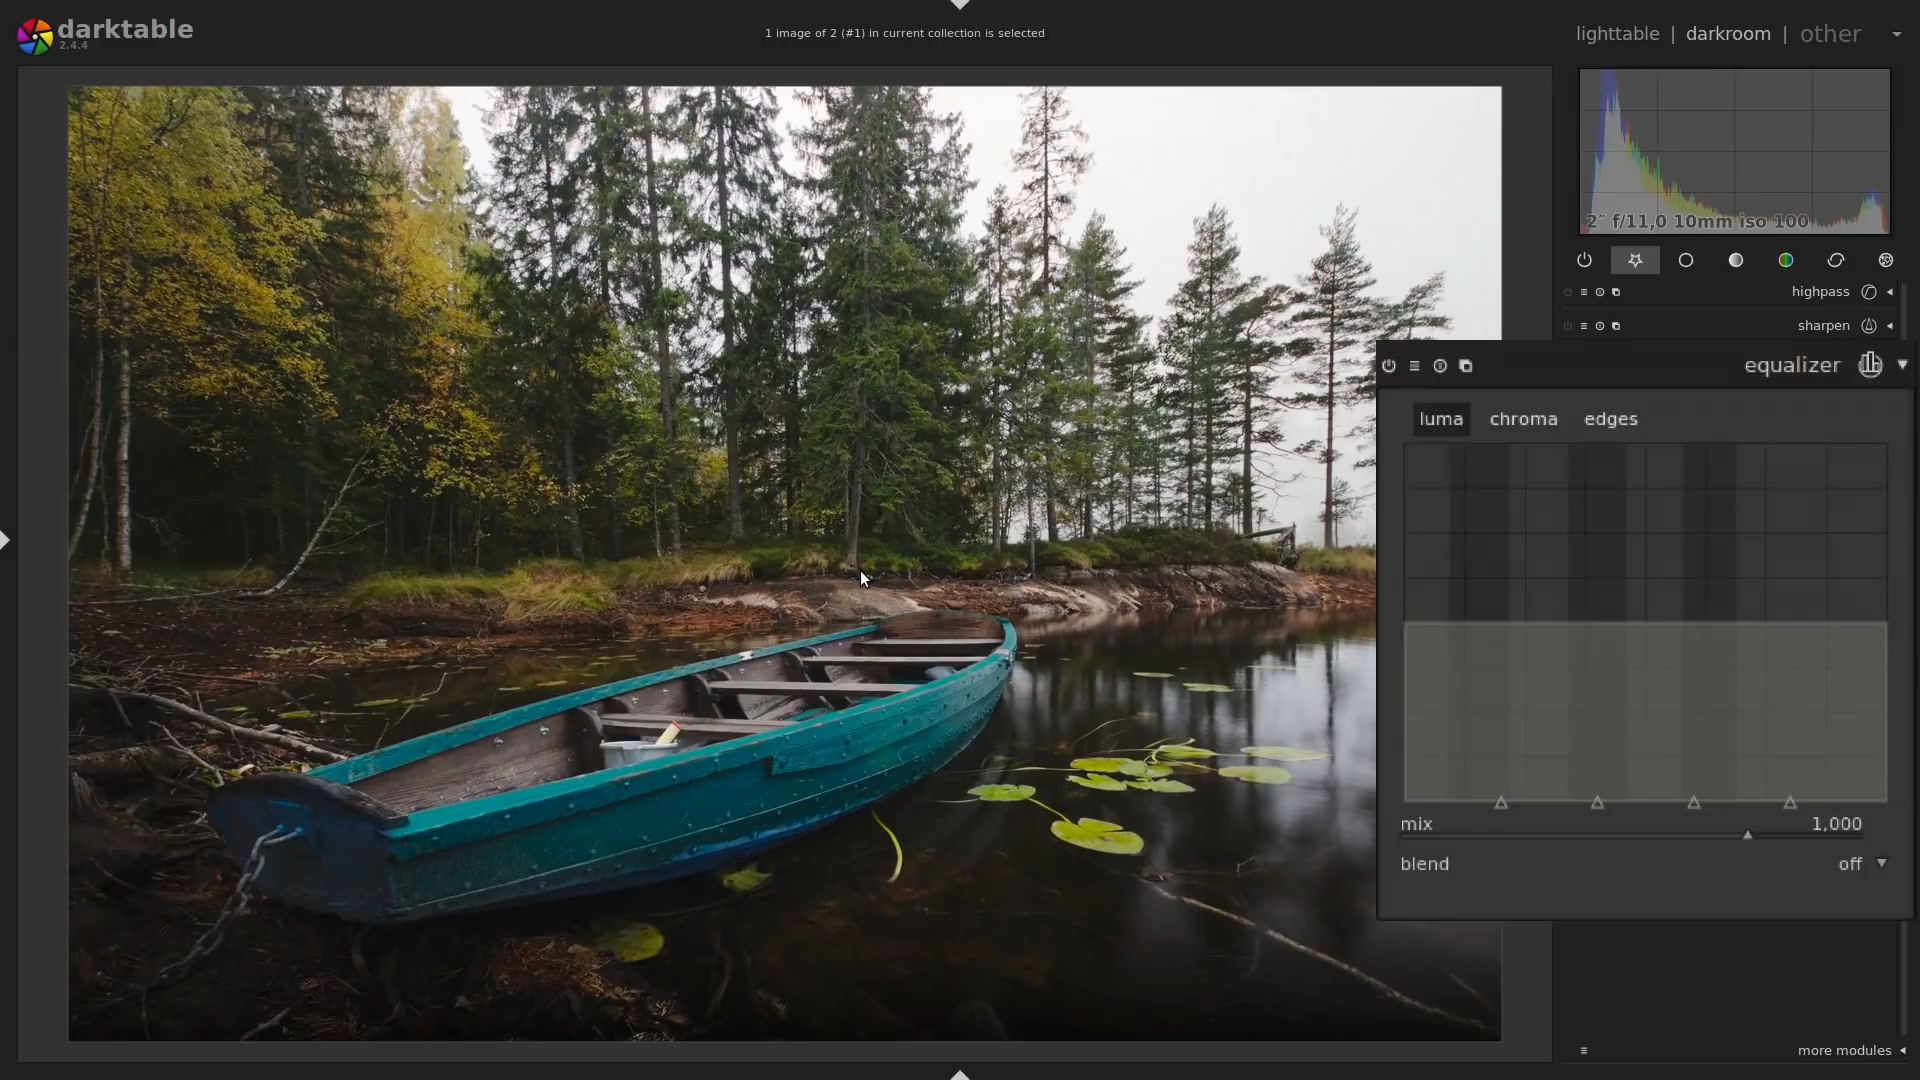 darktable
2.4.4
1 image of 2 (#1) in current collection is selected
lighttable | darkroom | other
2" f/11,0 10mm iso 100
highpass
sharpen
equalizer
luma chroma edges
mix 1,000
blend off
more modules